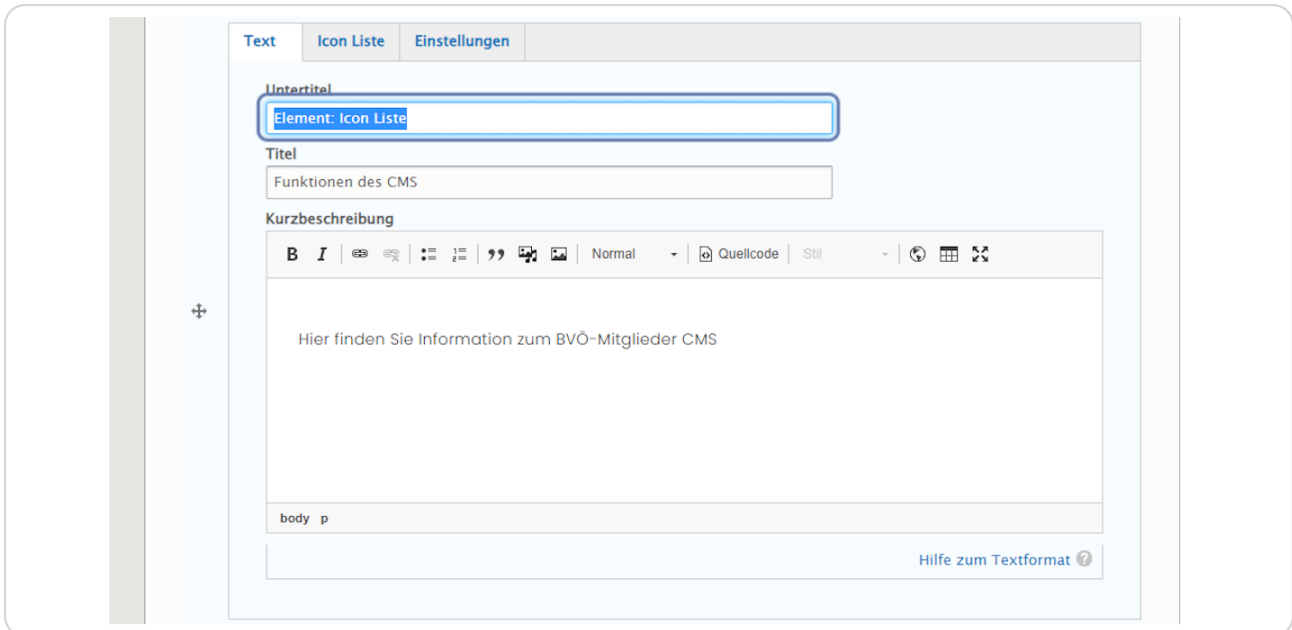 Text Icon Liste Einstellungen
Untertitel
Element: Icon Liste
Titel
Funktionen des CMS
Kurzbeschreibung
B I Normal Quellcode Stil
Hier finden Sie Information zum BVÖ-Mitglieder CMS
body p
Hilfe zum Textformat ?